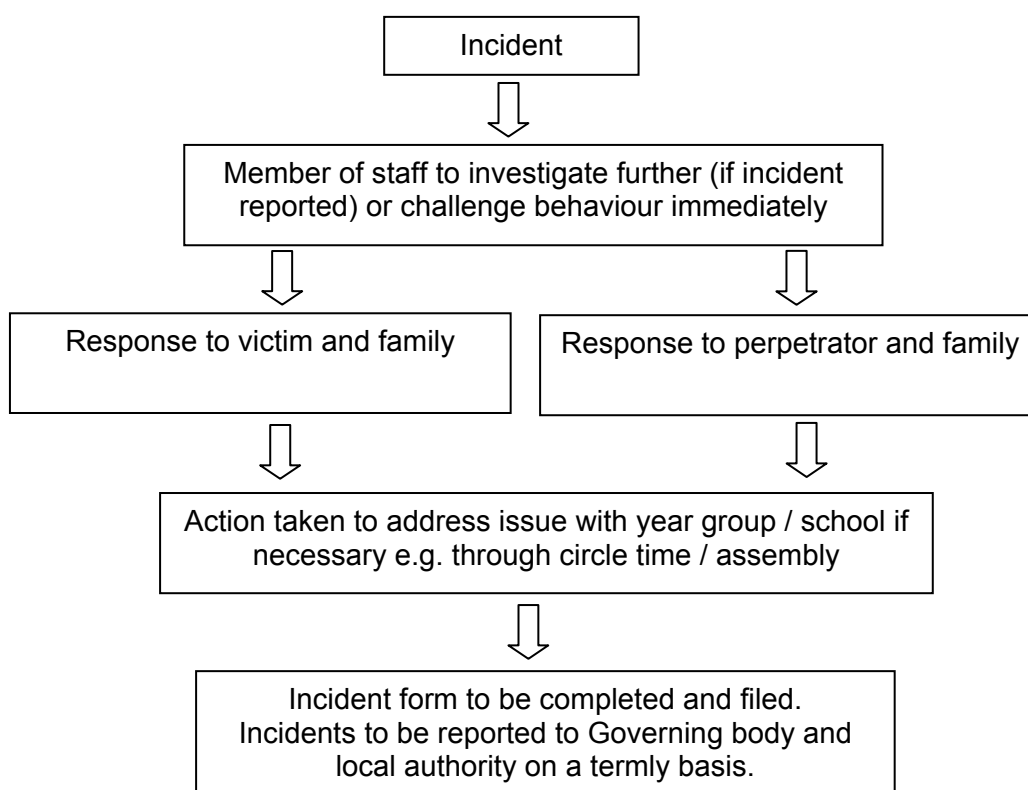 Incident
Member of staff to investigate further (if incident
reported) or challenge behaviour immediately
Response to victim and family
Response to perpetrator and family
Action taken to address issue with year group / school if
necessary e.g. through circle time / assembly
Incident form to be completed and filed.
Incidents to be reported to Governing body and
local authority on a termly basis.